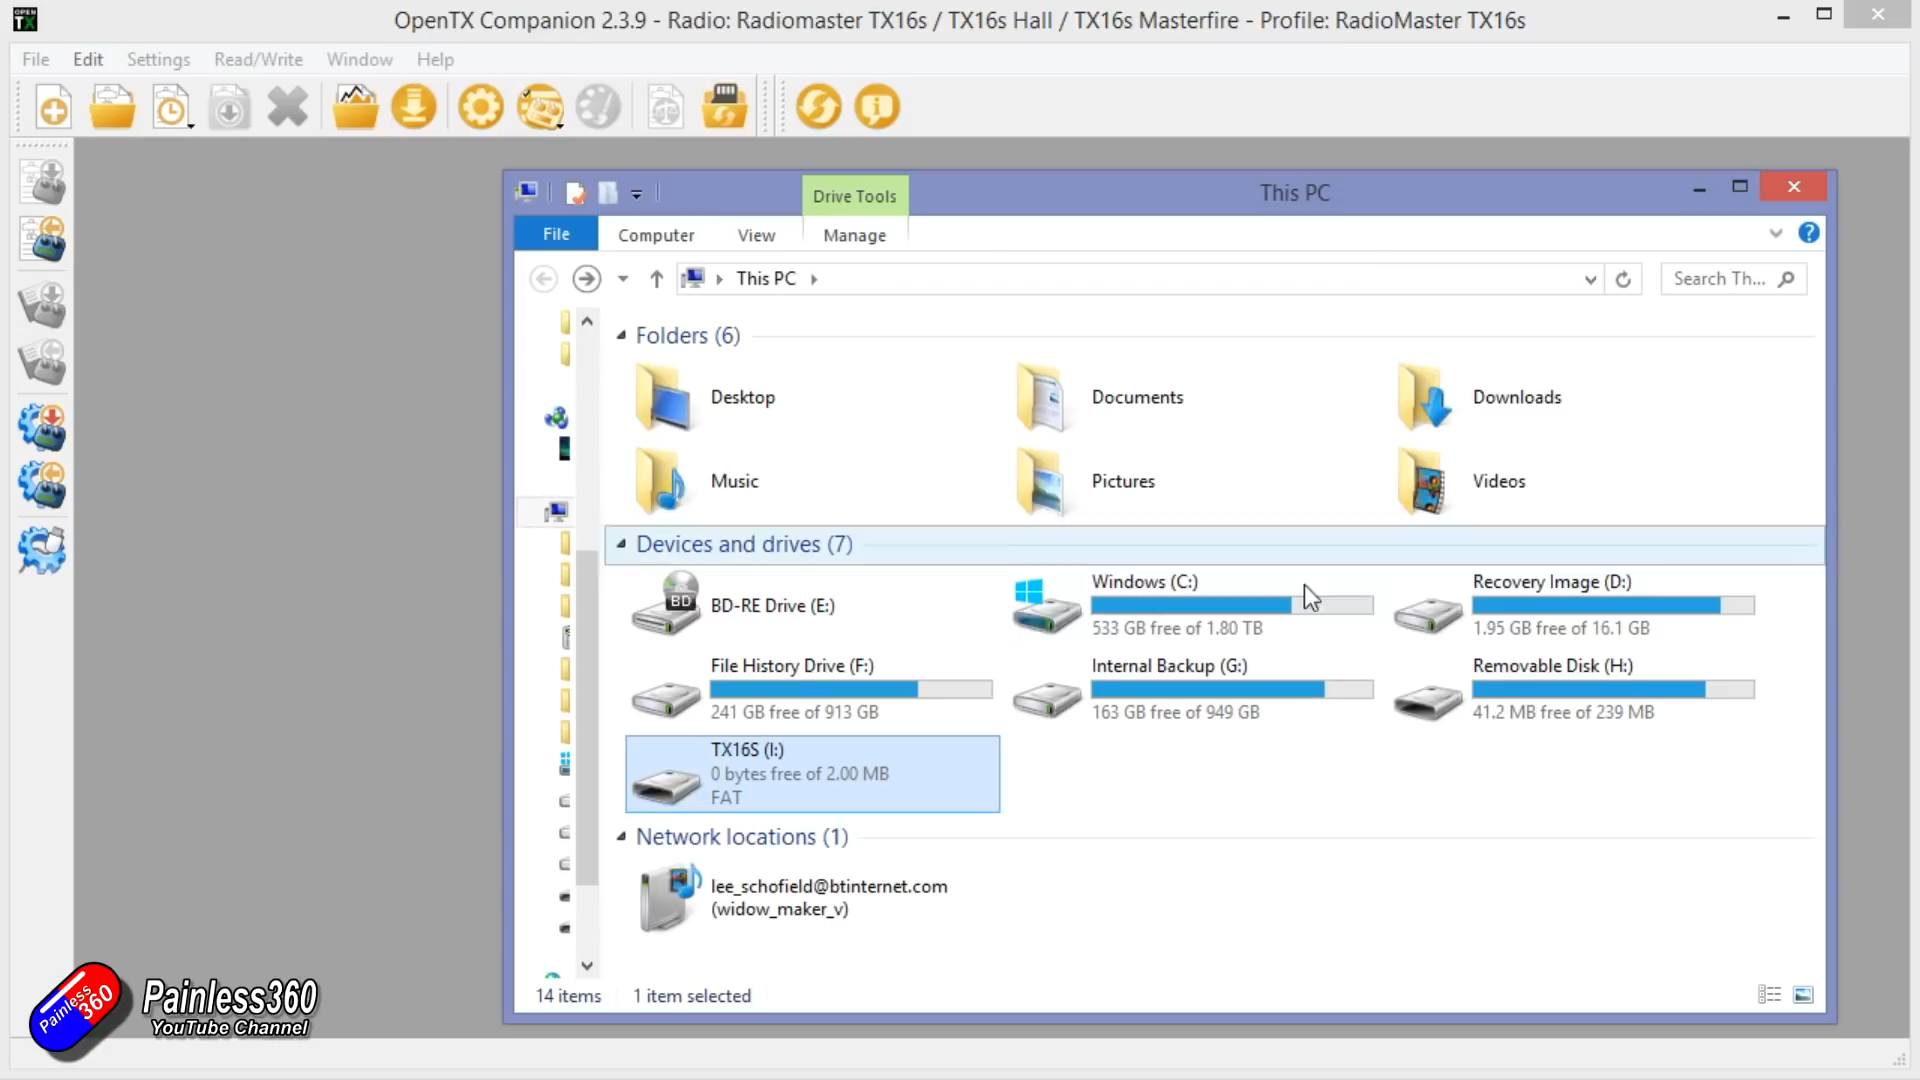 OPEN
TX
OpenTX Companion 2.3.9 - Radio: Radiomaster TX16s / TX16s Hall / TX16s Masterfire - Profile: RadioMaster TX16s
File Edit Settings Read/Write Window Help
Drive Tools
This PC
File Computer View Manage
This PC
Search Th...
Folders (6)
Desktop Documents Downloads
Music Pictures Videos
Devices and drives (7)
BD
BD-RE Drive (E:)
Windows (C:)
533 GB free of 1.80 TB
Recovery Image (D:)
1.95 GB free of 16.1 GB
File History Drive (F:)
241 GB free of 913 GB
Internal Backup (G:)
163 GB free of 949 GB
Removable Disk (H:)
41.2 MB free of 239 MB
TX16S (I:)
0 bytes free of 2.00 MB
FAT
Network locations (1)
lee_schofield@btinternet.com
(widow_maker_v)
14 items 1 item selected
Painless
360
Painless360
YouTube Channel